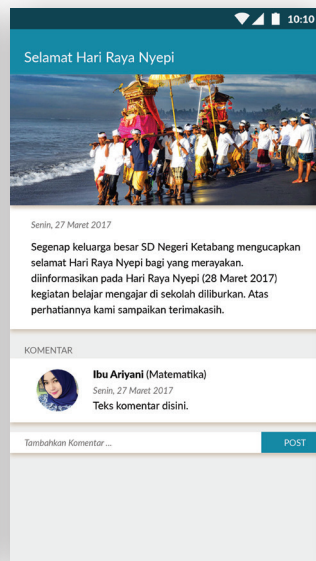 10:10
Selamat Hari Raya Nyepi
Senin, 27 Maret 2017
Segenap keluarga besar SD Negeri Ketabang mengucapkan
selamat Hari Raya Nyepi bagi yang merayakan.
diinformasikan pada Hari Raya Nyepi (28 Maret 2017)
kegiatan belajar mengajar di sekolah diliburkan. Atas
perhatiannya kami sampaikan terimakasih.
KOMENTAR
Ibu Ariyani (Matematika)
Senin, 27 Maret 2017
Teks komentar disini.
Tambahkan Komentar ...
POST